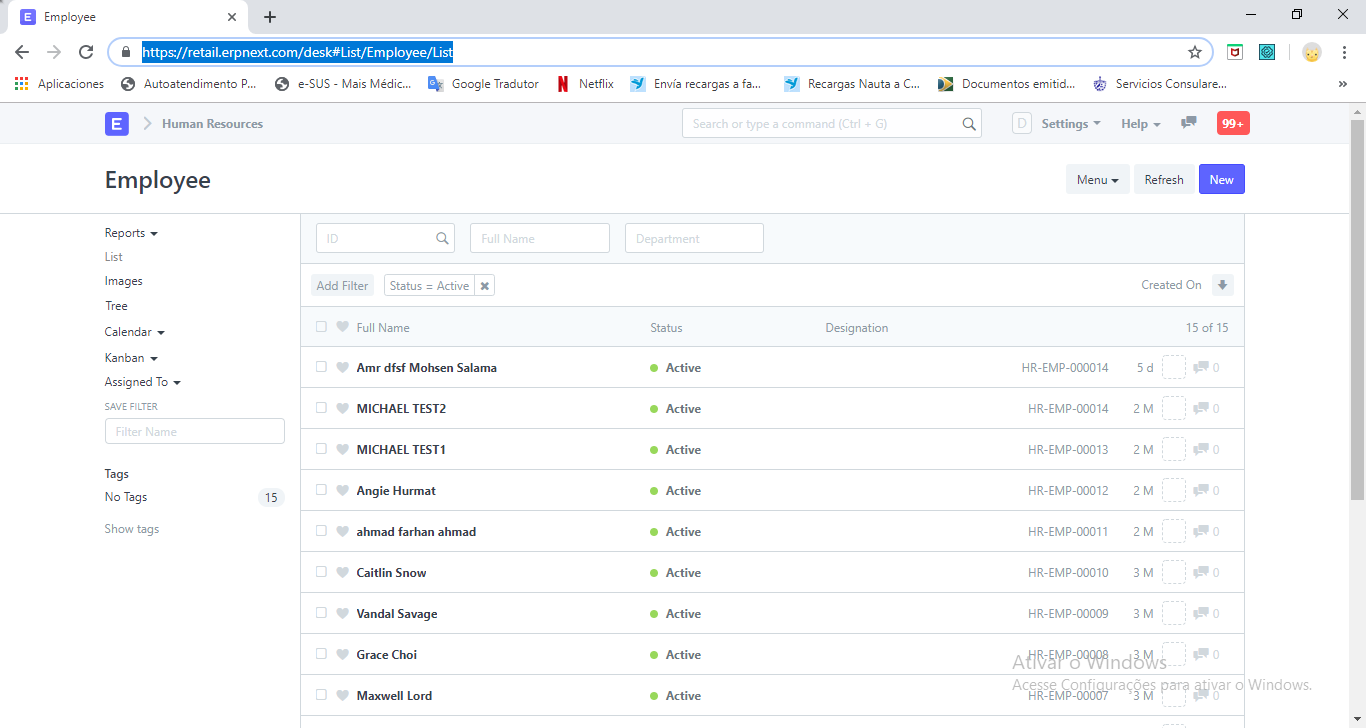 E Employee
https://retail.erpnext.com/desk#List/Employee/List
Aplicaciones Autoatendimento P... e-SUS - Mais Médic... Google Tradutor Netflix Envía recargas a fa... Recargas Nauta a C... Documentos emitid... Servicios Consulare... »
E Human Resources Search or type a command (Ctrl + G) D Settings Help 99+
Employee Menu Refresh New
Reports
List
Images
Tree
Calendar
Kanban
Assigned To
SAVE FILTER
Filter Name
Tags
No Tags 15
Show tags
ID Full Name Department
Add Filter Status = Active Created On
Full Name Status Designation 15 of 15
Amr dfsf Mohsen Salama Active HR-EMP-000014 5 d 0
MICHAEL TEST2 Active HR-EMP-00014 2 M 0
MICHAEL TEST1 Active HR-EMP-00013 2 M 0
Angie Hurmat Active HR-EMP-00012 2 M 0
ahmad farhan ahmad Active HR-EMP-00011 2 M 0
Caitlin Snow Active HR-EMP-00010 3 M 0
Vandal Savage Active HR-EMP-00009 3 M 0
Grace Choi Active HR-EMP-00008 3 M 0
Maxwell Lord Active HR-EMP-00007 3 M 0
Ativar o Windows
Acesse Configurações para ativar o Windows.